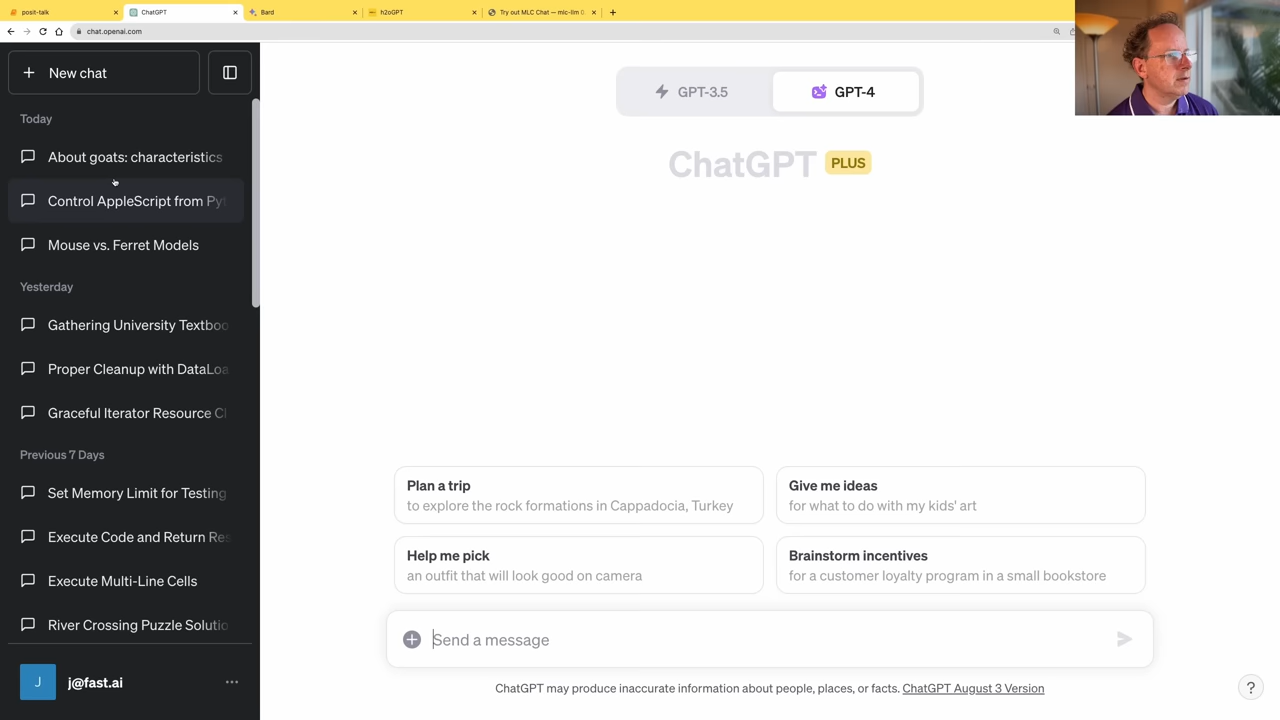 posit-talk
ChatGPT
Bard
h2oGPT
Try out MLC Chat — mlc-llm 0
chat.openai.com
New chat
Today
About goats: characteristics
Control AppleScript from Pyt
Mouse vs. Ferret Models
Yesterday
Gathering University Textboo
Proper Cleanup with DataLoa
Graceful Iterator Resource Cl
Previous 7 Days
Set Memory Limit for Testing
Execute Code and Return Res
Execute Multi-Line Cells
River Crossing Puzzle Solutio
J
j@fast.ai
GPT-3.5
GPT-4
ChatGPT PLUS
Plan a trip
to explore the rock formations in Cappadocia, Turkey
Give me ideas
for what to do with my kids' art
Help me pick
an outfit that will look good on camera
Brainstorm incentives
for a customer loyalty program in a small bookstore
Send a message
ChatGPT may produce inaccurate information about people, places, or facts. ChatGPT August 3 Version
?